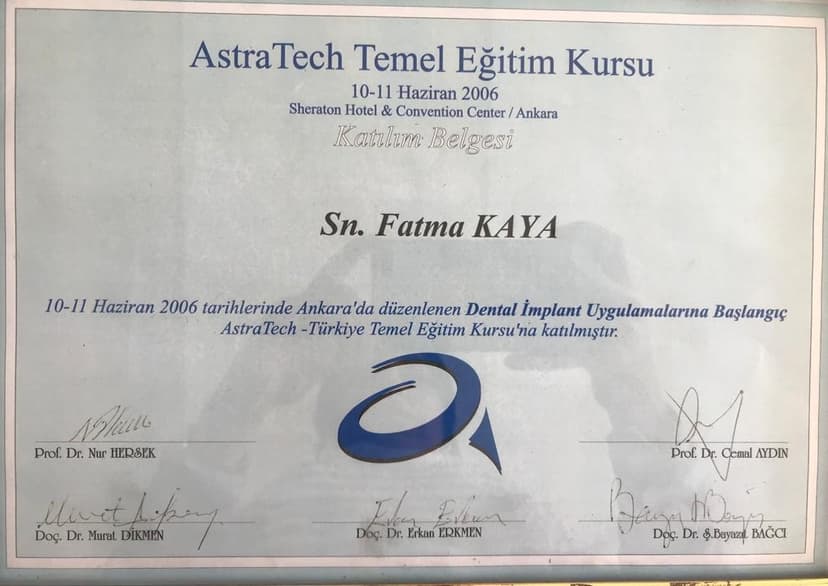 AstraTech Temel Eğitim Kursu
10-11 Haziran 2006
Sheraton Hotel & Convention Center / Ankara
Katılım Belgesi
Sn. Fatma KAYA
10-11 Haziran 2006 tarihlerinde Ankara'da düzenlenen Dental İmplant Uygulamalarına Başlangıç
AstraTech -Türkiye Temel Eğitim Kursu'na katılmıştır.
Prof. Dr. Nur HERSEK
Prof. Dr. Cemal AYDIN
Doç. Dr. Murat DİKMEN
Doç. Dr. Erkan ERKMEN
Doç. Dr. Ş.Bayazıt BAĞCI